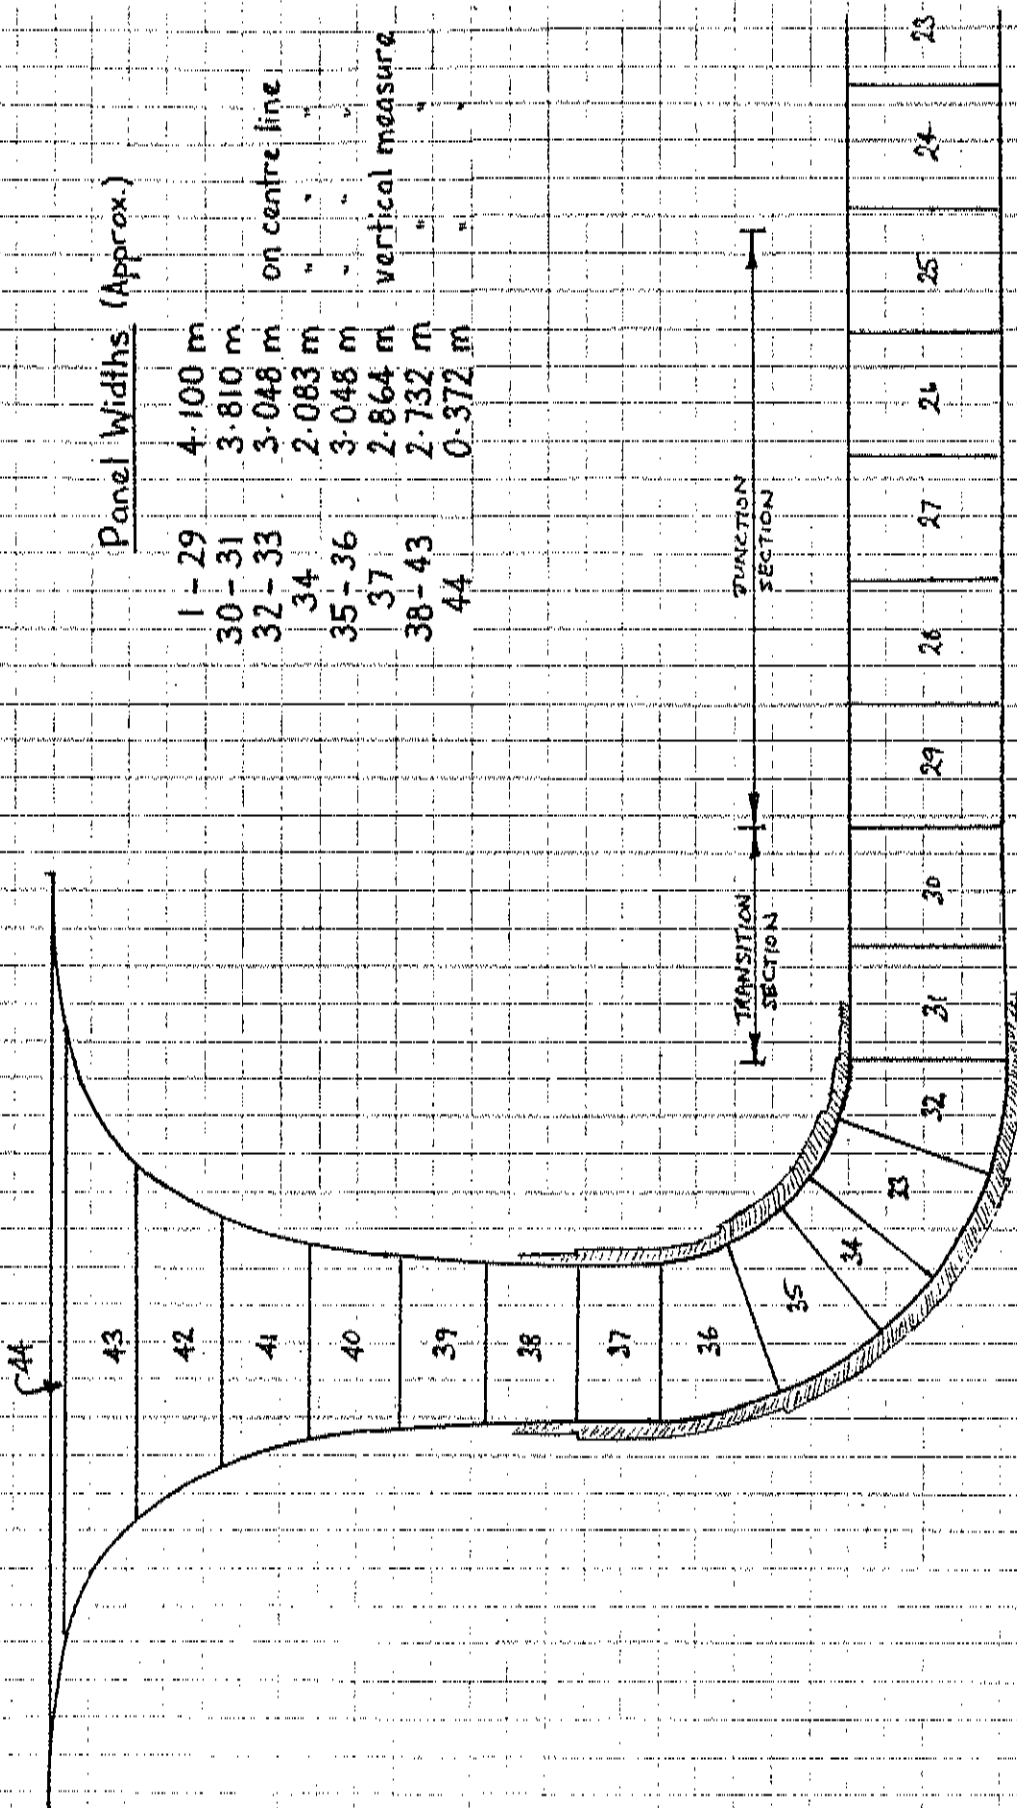 Panel Widths (Approx.)
1 - 29 4.100 m
30 - 31 3.810 m
32 - 33 3.048 m on centre line
34 2.083 m " " "
35 - 36 3.048 m " " "
37 2.864 m vertical measure
38 - 43 2.732 m " "
44 0.372 m " "
44
43
42
41
40
39
38
37
36
35
34
33
32
31
30
29
28
27
26
25
24
23
TRANSITION
SECTION
JUNCTION
SECTION